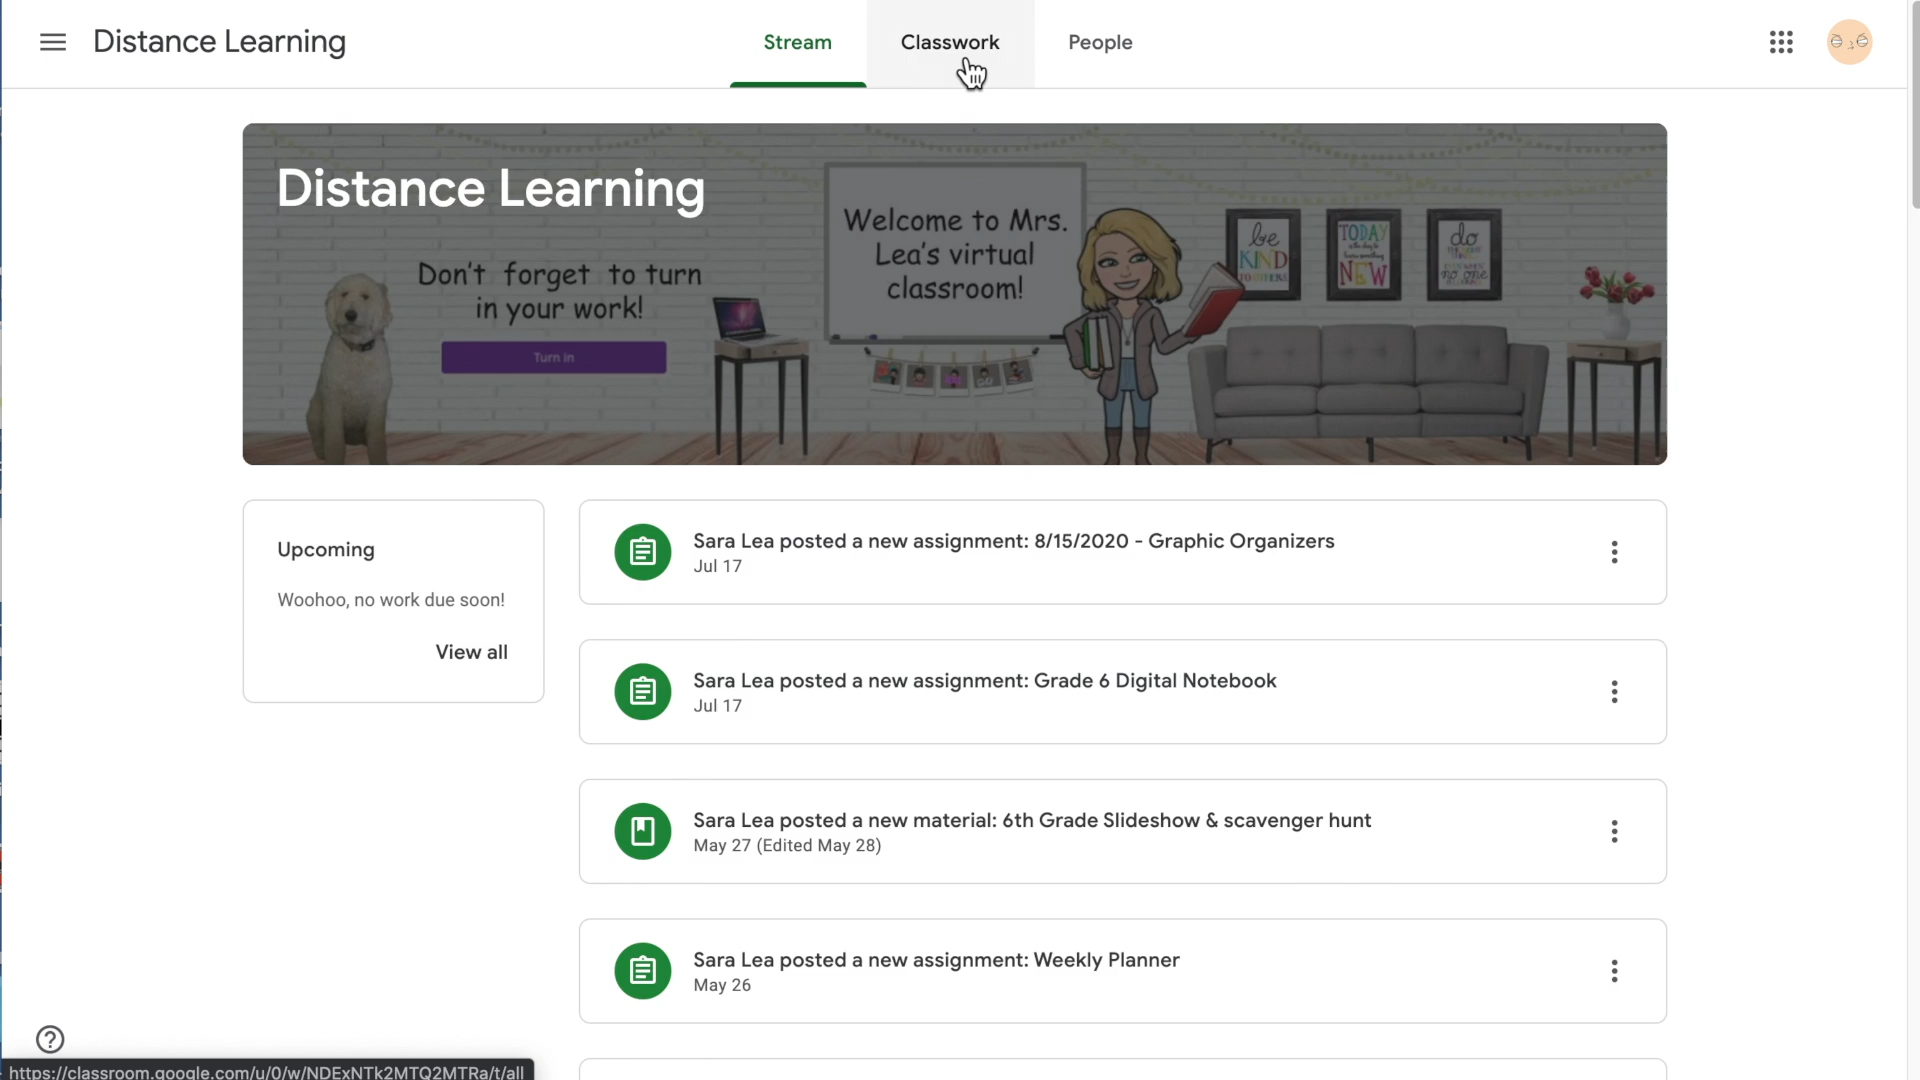 Distance Learning
Stream
Classwork
People
Distance Learning
Don't forget to turn
in your work!
Turn in
Welcome to Mrs.
Lea's virtual
classroom!
be
KIND
TO OTHERS
TODAY
NEW
do
Upcoming
Woohoo, no work due soon!
View all
Sara Lea posted a new assignment: 8/15/2020 - Graphic Organizers
Jul 17
Sara Lea posted a new assignment: Grade 6 Digital Notebook
Jul 17
Sara Lea posted a new material: 6th Grade Slideshow & scavenger hunt
May 27 (Edited May 28)
Sara Lea posted a new assignment: Weekly Planner
May 26
https://classroom.google.com/u/0/w/NDExNTk2MTQ2MTRa/t/all